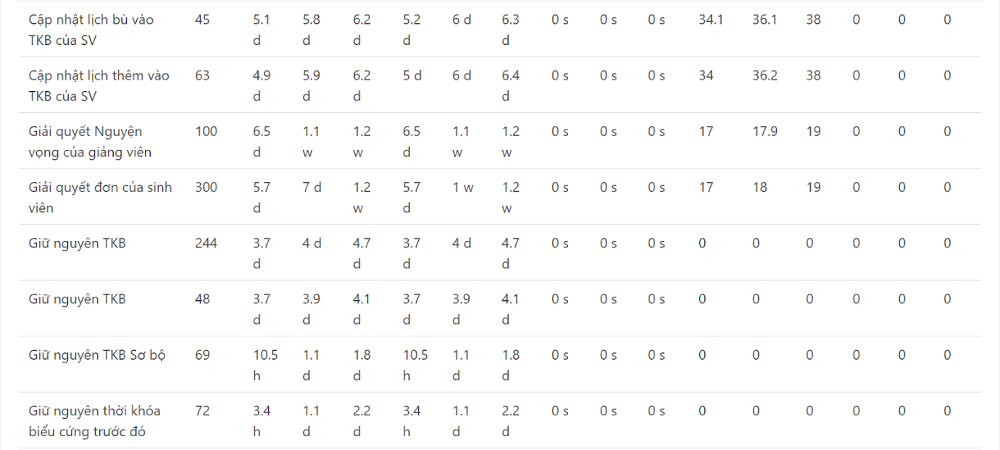 Cập nhật lịch bù vào 45 5.1 5.8 6.2 5.2 6 d 6.3 0 s 0 s 0 s 34.1 36.1 38 0 0 0
TKB của SV d d d d d
Cập nhật lịch thêm vào 63 4.9 5.9 6.2 5 d 6 d 6.4 0 s 0 s 0 s 34 36.2 38 0 0 0
TKB của SV d d d d
Giải quyết Nguyện 100 6.5 1.1 1.2 6.5 1.1 1.2 0 s 0 s 0 s 17 17.9 19 0 0 0
vọng của giảng viên d w w d w w
Giải quyết đơn của sinh 300 5.7 7 d 1.2 5.7 1 w 1.2 0 s 0 s 0 s 17 18 19 0 0 0
viên d w d w
Giữ nguyên TKB 244 3.7 4 d 4.7 3.7 4 d 4.7 0 s 0 s 0 s 0 0 0 0 0 0
d d d d
Giữ nguyên TKB 48 3.7 3.9 4.1 3.7 3.9 4.1 0 s 0 s 0 s 0 0 0 0 0 0
d d d d d d
Giữ nguyên TKB Sơ bộ 69 10.5 1.1 1.8 10.5 1.1 1.8 0 s 0 s 0 s 0 0 0 0 0 0
h d d h d d
Giữ nguyên thời khóa 72 3.4 1.1 2.2 3.4 1.1 2.2 0 s 0 s 0 s 0 0 0 0 0 0
biểu cứng trước đó h d d h d d